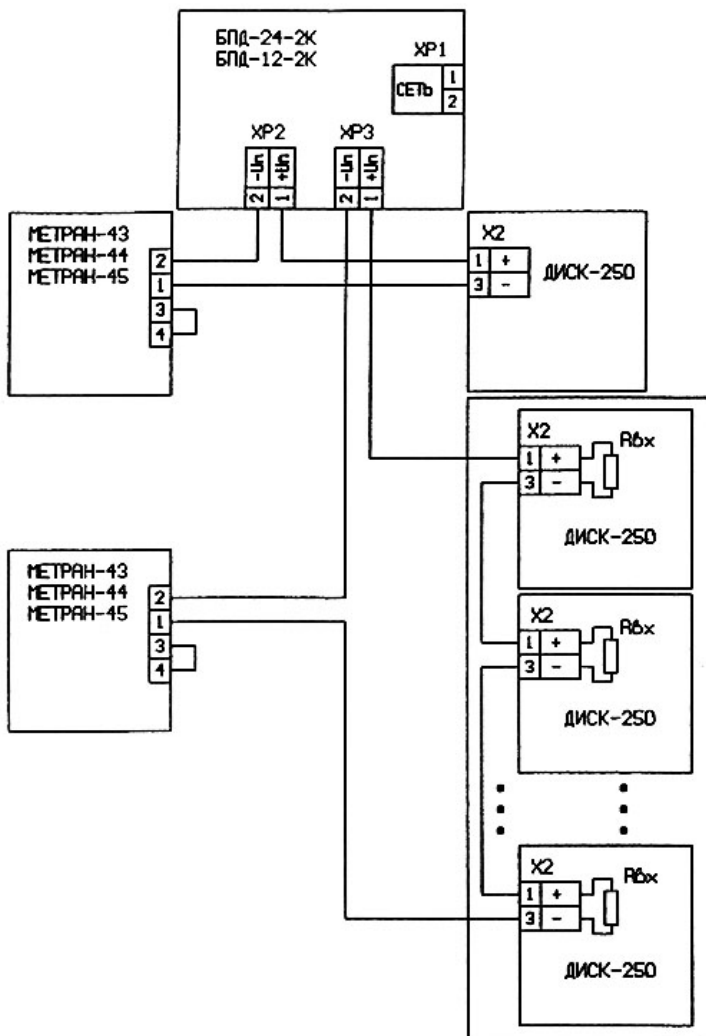 БПД-24-2К
БПД-12-2К
XP1
СЕТЬ
1
2
XP2
-Uп
+Uп
2
1
XP3
-Uп
+Uп
2
1
МЕТРАН-43
МЕТРАН-44
МЕТРАН-45
2
1
3
4
X2
1 +
3 -
ДИСК-250
X2
1 +
3 -
Rвх
ДИСК-250
МЕТРАН-43
МЕТРАН-44
МЕТРАН-45
2
1
3
4
X2
1 +
3 -
Rвх
ДИСК-250
X2
1 +
3 -
Rвх
ДИСК-250